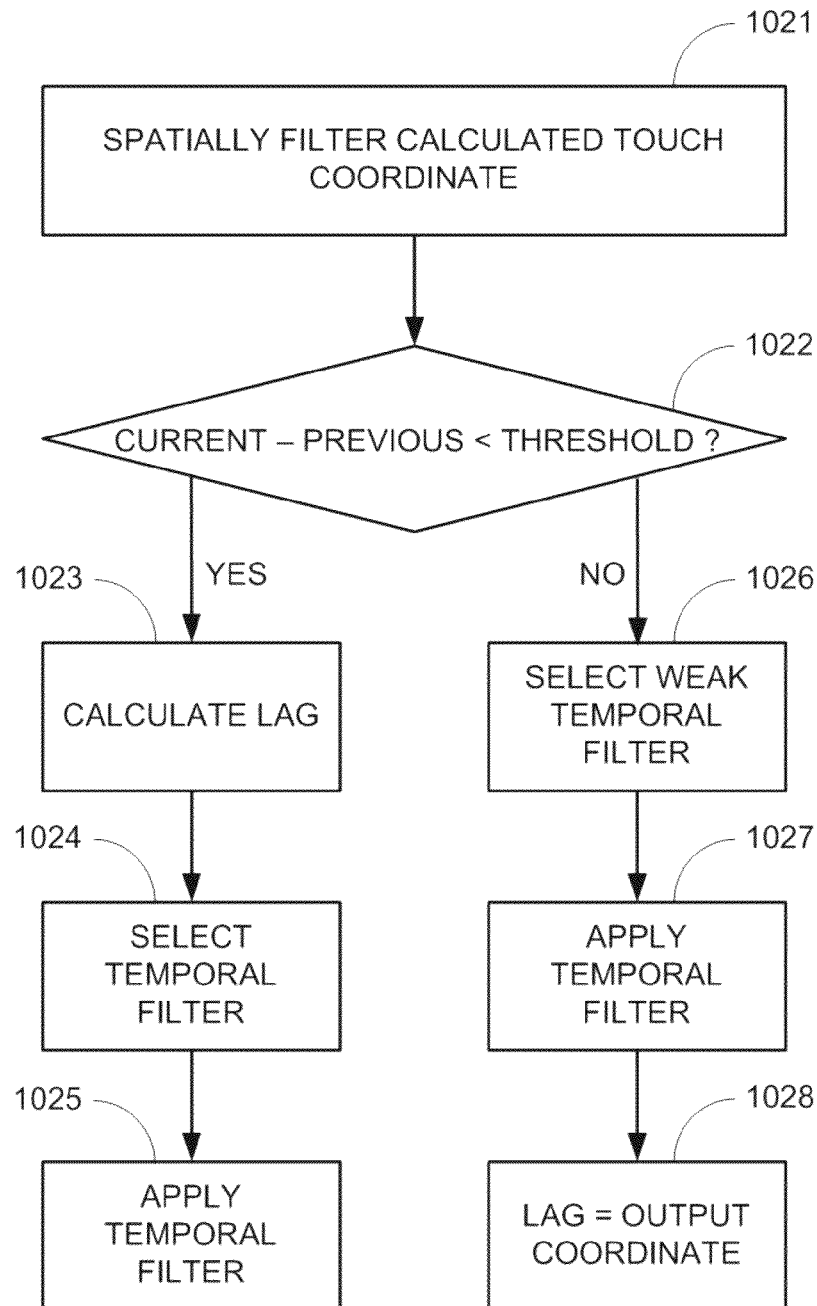 1021
SPATIALLY FILTER CALCULATED TOUCH
COORDINATE
1022
CURRENT – PREVIOUS < THRESHOLD ?
YES
NO
1023
CALCULATE LAG
1026
SELECT WEAK
TEMPORAL
FILTER
1024
SELECT
TEMPORAL
FILTER
1027
APPLY
TEMPORAL
FILTER
1025
APPLY
TEMPORAL
FILTER
1028
LAG = OUTPUT
COORDINATE